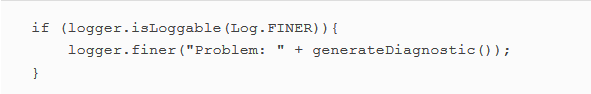 if (logger.isLoggable(Log.FINER)){
logger.finer("Problem: " + generateDiagnostic());
}